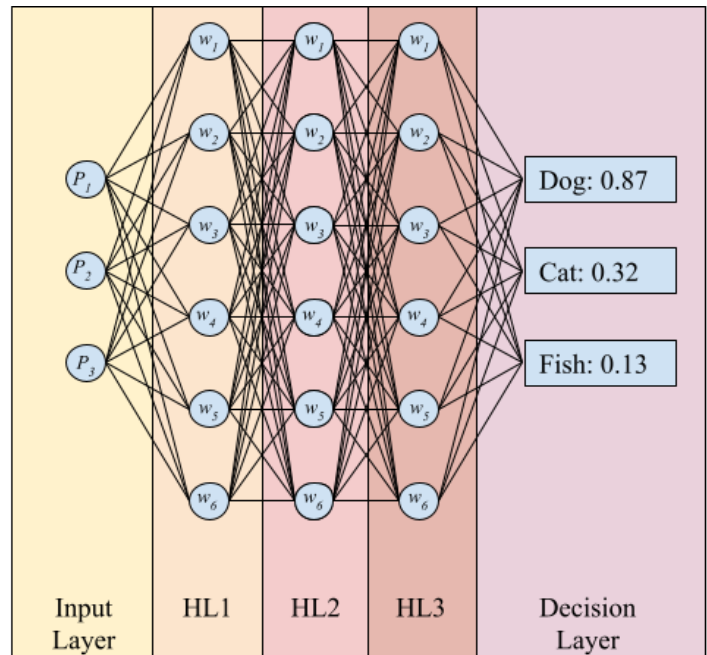 w1 w1 w1
w2 w2 w2
P1 Dog: 0.87
w3 w3 w3
P2 Cat: 0.32
w4 w4 w4
P3 Fish: 0.13
w5 w5 w5
w6 w6 w6
Input HL1 HL2 HL3 Decision
Layer Layer